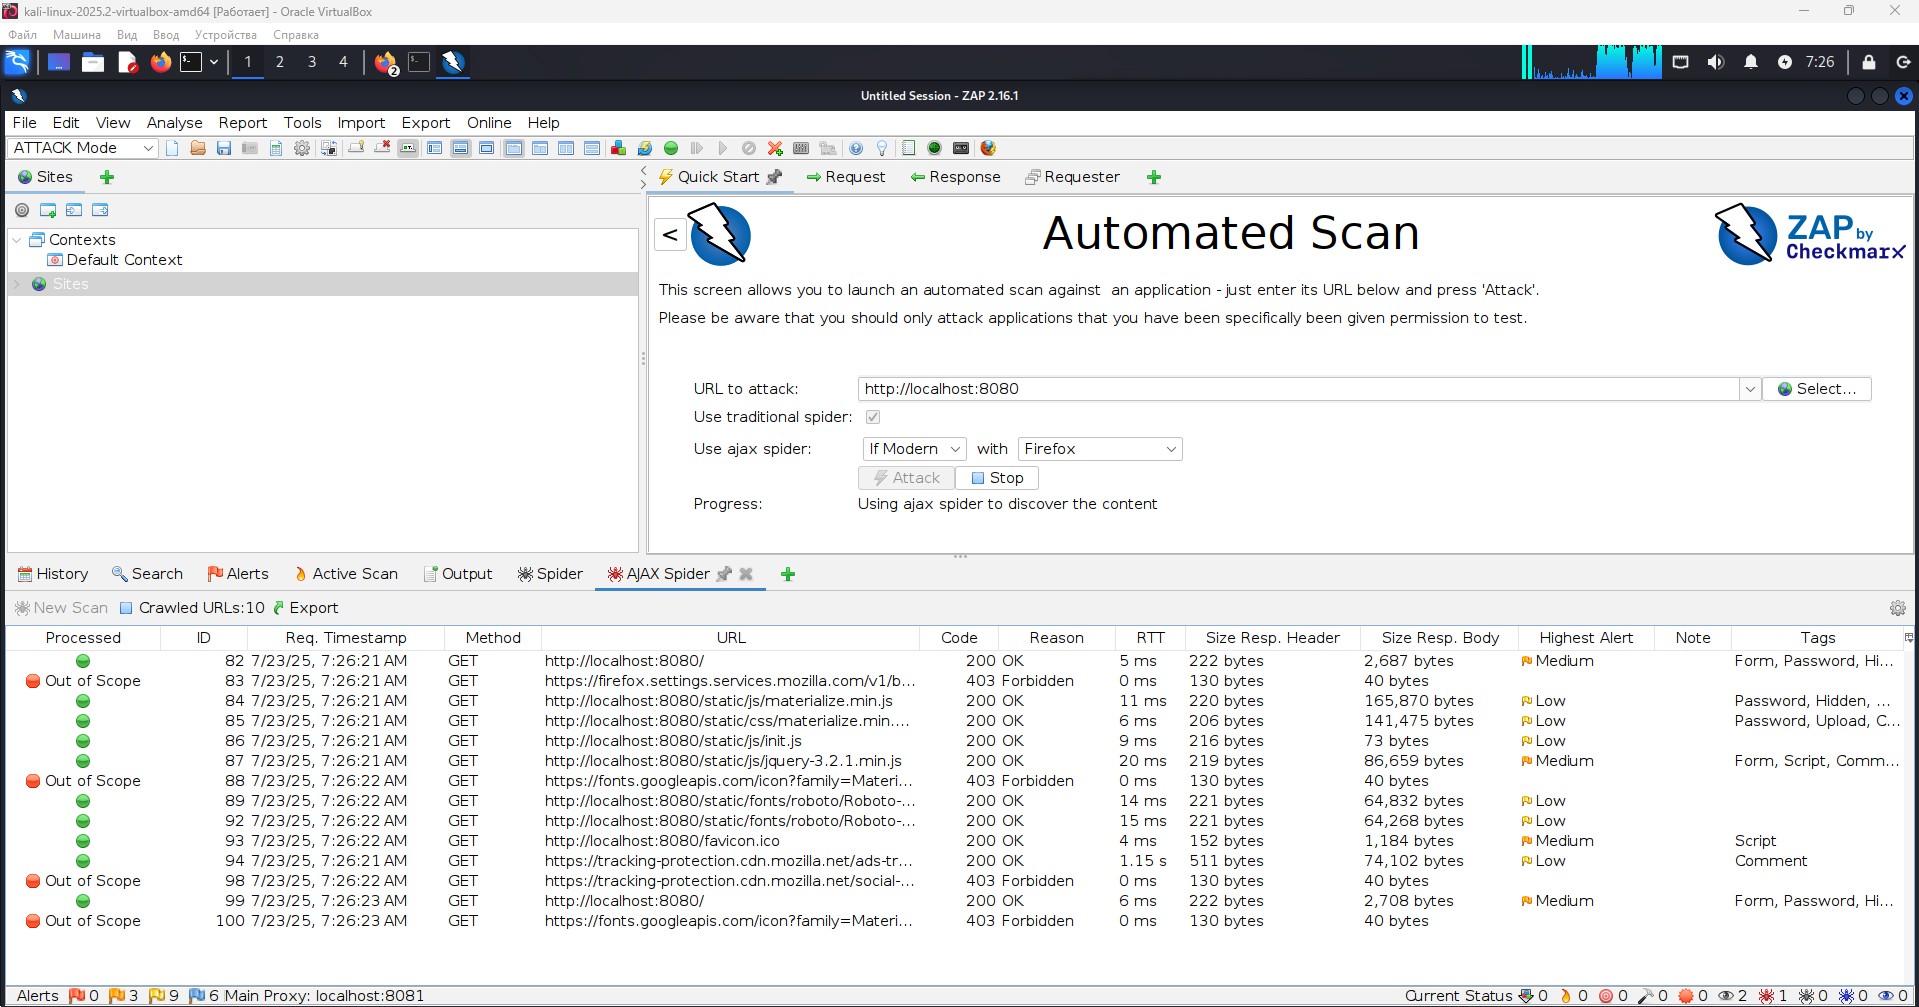 kali-linux-2025.2-virtualbox-amd64 [Работает] - Oracle VirtualBox
Файл Машина Вид Ввод Устройства Справка
1 2 3 4 2 7:26
Untitled Session - ZAP 2.16.1
File Edit View Analyse Report Tools Import Export Online Help
ATTACK Mode
Sites
Quick Start Request Response Requester
Contexts
Default Context
Sites
<
Automated Scan
ZAP by Checkmarx
This screen allows you to launch an automated scan against an application - just enter its URL below and press 'Attack'.
Please be aware that you should only attack applications that you have been specifically been given permission to test.
URL to attack: http://localhost:8080 Select...
Use traditional spider:
Use ajax spider: If Modern with Firefox
Attack Stop
Progress: Using ajax spider to discover the content
History Search Alerts Active Scan Output Spider AJAX Spider
New Scan Crawled URLs:10 Export
Processed ID Req. Timestamp Method URL Code Reason RTT Size Resp. Header Size Resp. Body Highest Alert Note Tags
82 7/23/25, 7:26:21 AM GET http://localhost:8080/ 200 OK 5 ms 222 bytes 2,687 bytes Medium Form, Password, Hi...
Out of Scope 83 7/23/25, 7:26:21 AM GET https://firefox.settings.services.mozilla.com/v1/b... 403 Forbidden 0 ms 130 bytes 40 bytes
84 7/23/25, 7:26:21 AM GET http://localhost:8080/static/js/materialize.min.js 200 OK 11 ms 220 bytes 165,870 bytes Low Password, Hidden, ...
85 7/23/25, 7:26:21 AM GET http://localhost:8080/static/css/materialize.min.... 200 OK 6 ms 206 bytes 141,475 bytes Low Password, Upload, C...
86 7/23/25, 7:26:21 AM GET http://localhost:8080/static/js/init.js 200 OK 9 ms 216 bytes 73 bytes Low
87 7/23/25, 7:26:21 AM GET http://localhost:8080/static/js/jquery-3.2.1.min.js 200 OK 20 ms 219 bytes 86,659 bytes Medium Form, Script, Comm...
Out of Scope 88 7/23/25, 7:26:22 AM GET https://fonts.googleapis.com/icon?family=Materi... 403 Forbidden 0 ms 130 bytes 40 bytes
89 7/23/25, 7:26:22 AM GET http://localhost:8080/static/fonts/roboto/Roboto-... 200 OK 14 ms 221 bytes 64,832 bytes Low
92 7/23/25, 7:26:22 AM GET http://localhost:8080/static/fonts/roboto/Roboto-... 200 OK 15 ms 221 bytes 64,268 bytes Low
93 7/23/25, 7:26:22 AM GET http://localhost:8080/favicon.ico 200 OK 4 ms 152 bytes 1,184 bytes Medium Script
94 7/23/25, 7:26:21 AM GET https://tracking-protection.cdn.mozilla.net/ads-tr... 200 OK 1.15 s 511 bytes 74,102 bytes Low Comment
Out of Scope 98 7/23/25, 7:26:22 AM GET https://tracking-protection.cdn.mozilla.net/social-... 403 Forbidden 0 ms 130 bytes 40 bytes
99 7/23/25, 7:26:23 AM GET http://localhost:8080/ 200 OK 6 ms 222 bytes 2,708 bytes Medium Form, Password, Hi...
Out of Scope 100 7/23/25, 7:26:23 AM GET https://fonts.googleapis.com/icon?family=Materi... 403 Forbidden 0 ms 130 bytes 40 bytes
Alerts 0 3 9 6 Main Proxy: localhost:8081 Current Status 0 0 0 0 0 2 1 0 0 0